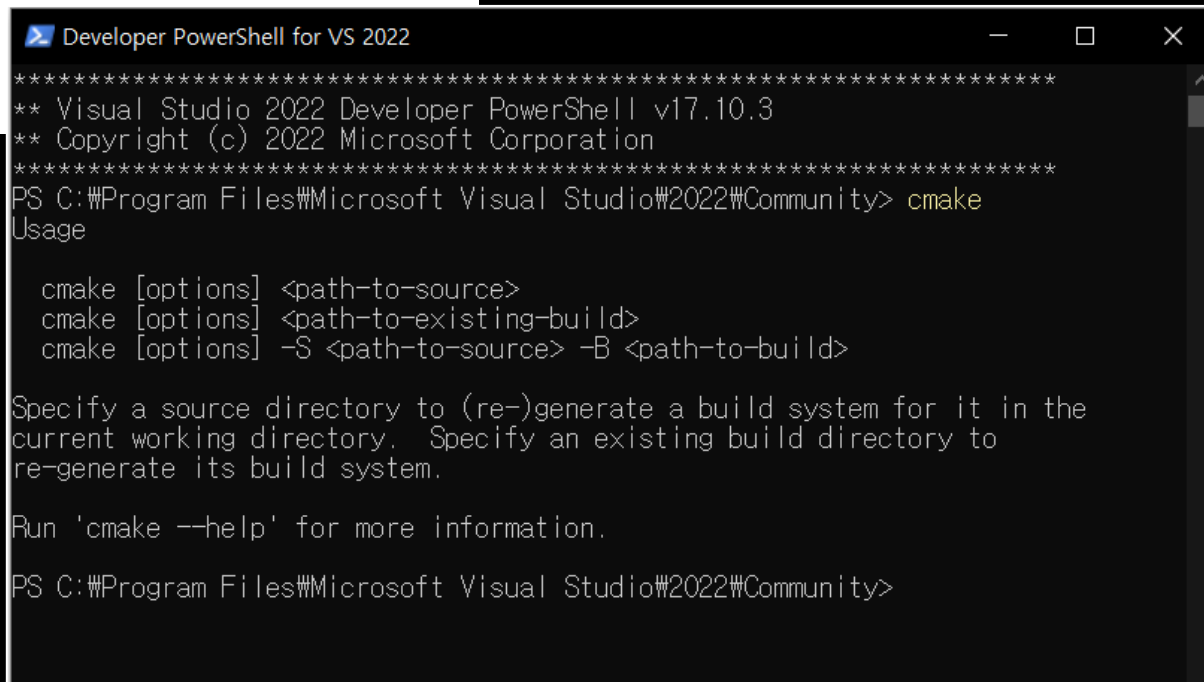 Developer PowerShell for VS 2022
**********************************************************************
** Visual Studio 2022 Developer PowerShell v17.10.3
** Copyright (c) 2022 Microsoft Corporation
**********************************************************************
PS C:₩Program Files₩Microsoft Visual Studio₩2022₩Community> cmake
Usage
cmake [options] <path-to-source>
cmake [options] <path-to-existing-build>
cmake [options] -S <path-to-source> -B <path-to-build>
Specify a source directory to (re-)generate a build system for it in the
current working directory.  Specify an existing build directory to
re-generate its build system.
Run 'cmake --help' for more information.
PS C:₩Program Files₩Microsoft Visual Studio₩2022₩Community>